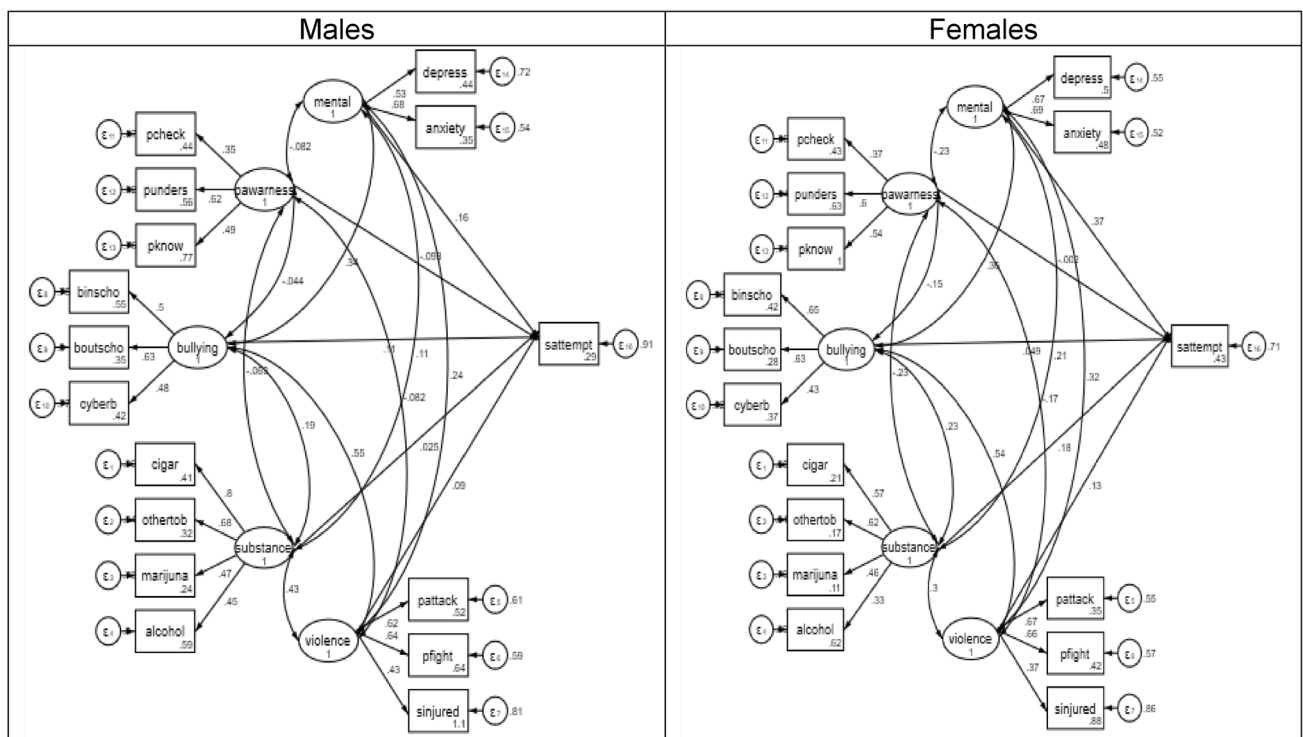 Males
Females
depress .44
ε14 .72
mental 1
.53
.68
anxiety .35
ε15 .54
ε11
pcheck .44
.35
-.082
ε12
punders .56
.62
pawarness 1
ε13
pknow .77
.49
.16
-.093
.34
-.044
ε8
binscho .55
.5
ε9
boutscho .35
.63
bullying 1
sattempt .29
ε16 .91
.11
.11
-.063
.24
ε10
cyberb .42
.48
-.082
.19
.025
.55
ε1
cigar .41
.8
.09
ε2
othertob .32
.68
substance 1
ε3
marijuna .24
.47
.43
ε4
alcohol .59
.45
pattack .52
ε5 .61
.62
.64
violence 1
pfight .64
ε6 .59
.43
sinjured 1.1
ε7 .81
depress .5
ε14 .55
mental 1
.67
.69
anxiety .48
ε15 .52
ε11
pcheck .43
.37
-.23
ε12
punders .63
.6
pawarness 1
ε13
pknow 1
.54
.37
-.002
.36
-.15
ε8
binscho .42
.65
ε9
boutscho .28
.63
bullying 1
sattempt .43
ε16 .71
.049
.21
-.23
.32
ε10
cyberb .37
.43
-.17
.23
.18
.54
ε1
cigar .21
.57
.13
ε2
othertob .17
.62
substance 1
ε3
marijuna .11
.46
.3
ε4
alcohol .62
.33
pattack .35
ε5 .55
.67
.66
violence 1
pfight .42
ε6 .57
.37
sinjured .88
ε7 .86